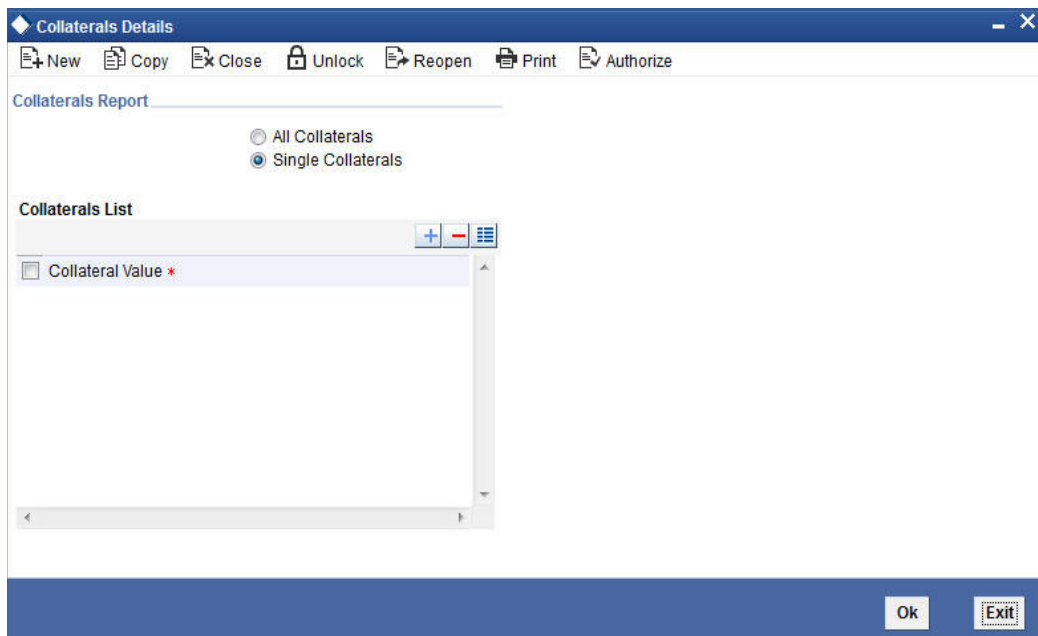 Collaterals Details
New Copy Close Unlock Reopen Print Authorize
Collaterals Report
All Collaterals
Single Collaterals
Collaterals List
Collateral Value *
Ok Exit